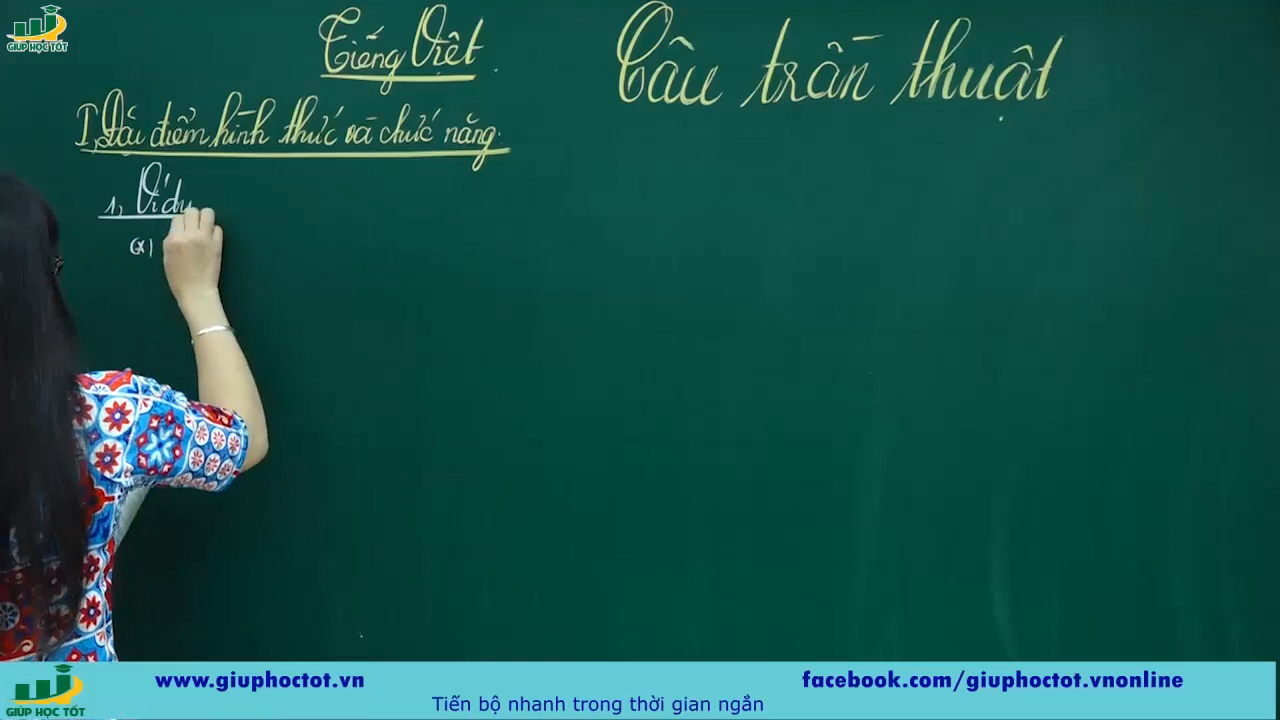 GIÚP HỌC TỐT
Tiếng Việt
Câu trần thuật
I, Đặc điểm hình thức và chức năng.
1, Ví dụ
GIÚP HỌC TỐT
www.giuphoctot.vn
facebook.com/giuphoctot.vnonline
Tiến bộ nhanh trong thời gian ngắn